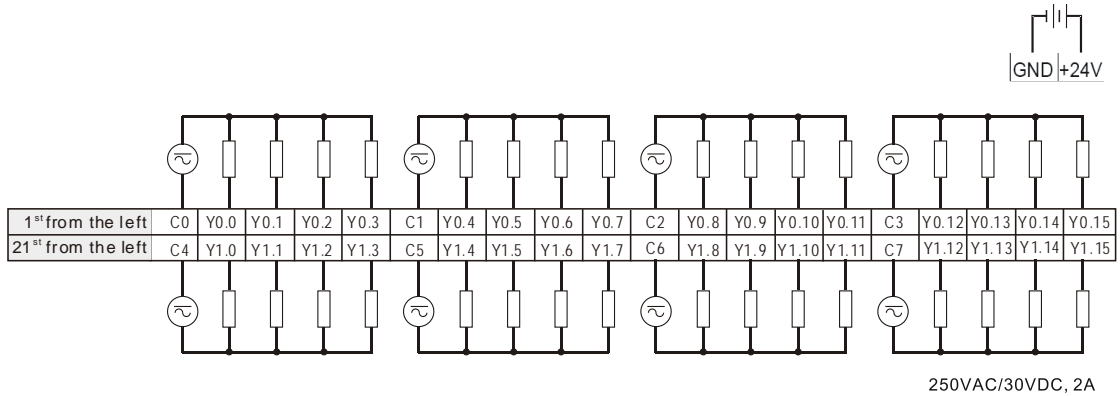 GND +24V
1st from the left C0 Y0.0 Y0.1 Y0.2 Y0.3 C1 Y0.4 Y0.5 Y0.6 Y0.7 C2 Y0.8 Y0.9 Y0.10 Y0.11 C3 Y0.12 Y0.13 Y0.14 Y0.15
21st from the left C4 Y1.0 Y1.1 Y1.2 Y1.3 C5 Y1.4 Y1.5 Y1.6 Y1.7 C6 Y1.8 Y1.9 Y1.10 Y1.11 C7 Y1.12 Y1.13 Y1.14 Y1.15
250VAC/30VDC, 2A